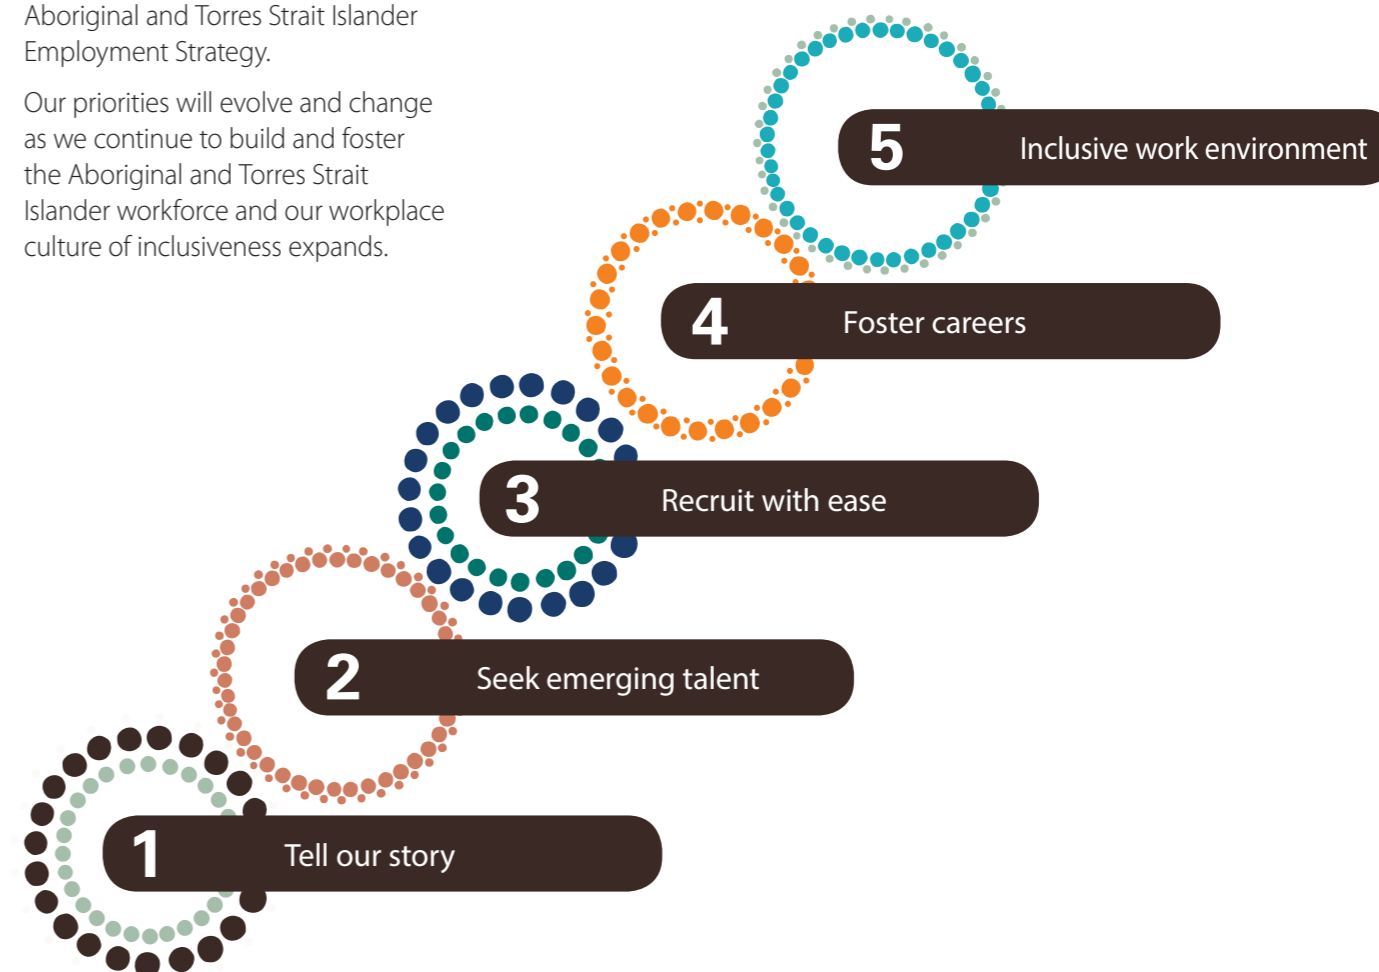 Aboriginal and Torres Strait Islander
Employment Strategy.
Our priorities will evolve and change
as we continue to build and foster
the Aboriginal and Torres Strait
Islander workforce and our workplace
culture of inclusiveness expands.
5 Inclusive work environment
4 Foster careers
3 Recruit with ease
2 Seek emerging talent
1 Tell our story